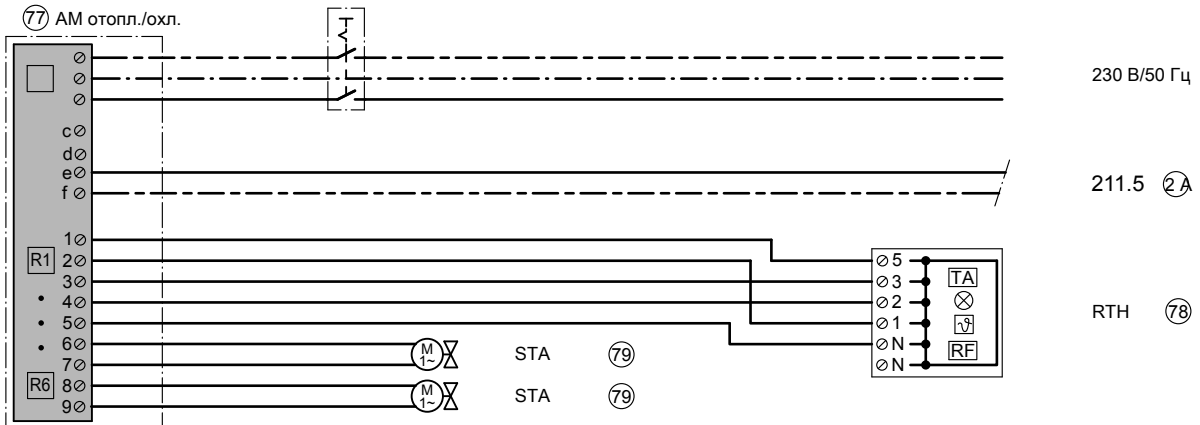 77 АМ отопл./охл.
230 В/50 Гц
c
d
e
f
211.5 2 A
1
R1 2
3
4
5
6
7
R6 8
9
5
3 TA
2
1 ϑ
N RF
N
RTH 78
M
1~
STA 79
M
1~
STA 79